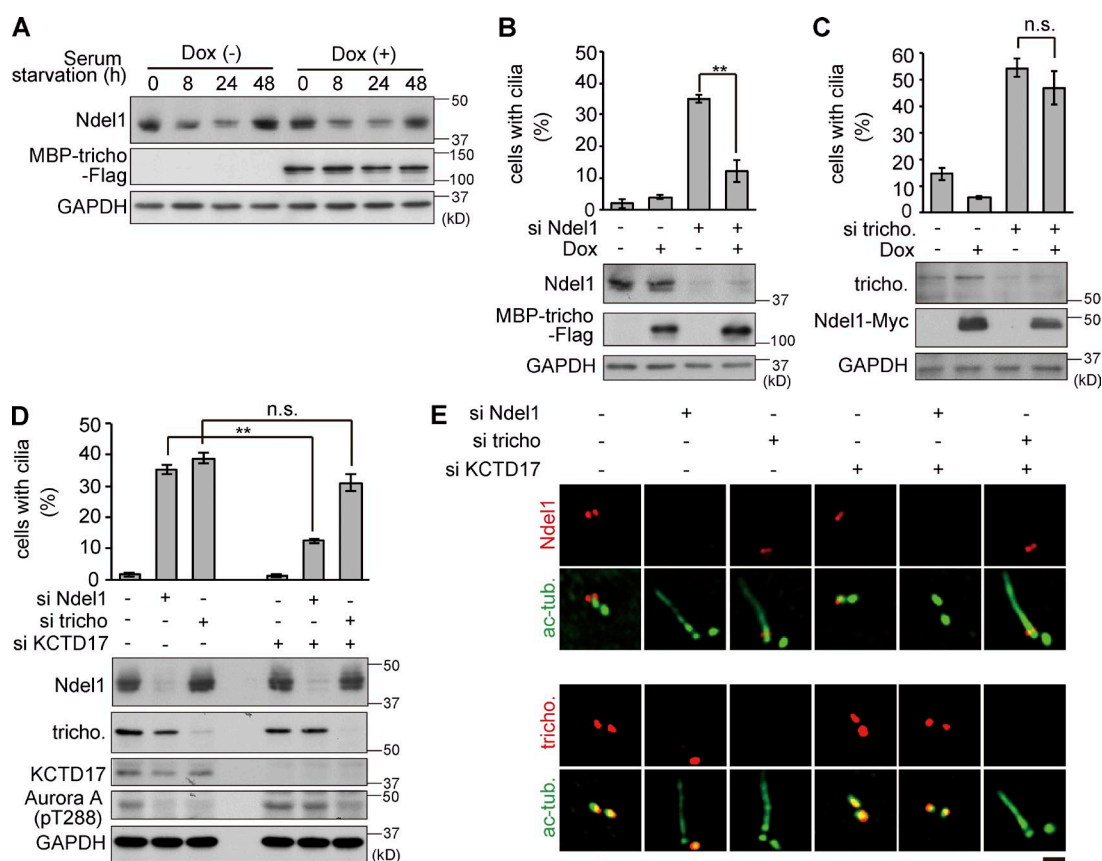 A
Serum starvation (h)
Dox (-) Dox (+)
0 8 24 48 0 8 24 48
Ndel1
50
37
MBP-tricho
-Flag
150
100
GAPDH
37
(kD)
B
cells with cilia
(%)
50
40
30
20
10
0
**
si Ndel1 - - + +
Dox - + - +
Ndel1
37
MBP-tricho
-Flag
100
GAPDH
37
(kD)
C
cells with cilia
(%)
60
50
40
30
20
10
0
n.s.
si tricho. - - + +
Dox - + - +
tricho.
50
Ndel1-Myc
50
GAPDH
37
(kD)
D
cells with cilia
(%)
50
40
30
20
10
0
n.s.
**
si Ndel1 - + - - + -
si tricho - - + - - +
si KCTD17 - - - + + +
Ndel1
50
37
tricho.
50
KCTD17
37
Aurora A
(pT288)
50
GAPDH
37
(kD)
E
si Ndel1 - + - - + -
si tricho - - + - - +
si KCTD17 - - - + + +
Ndel1
ac-tub.
tricho.
ac-tub.